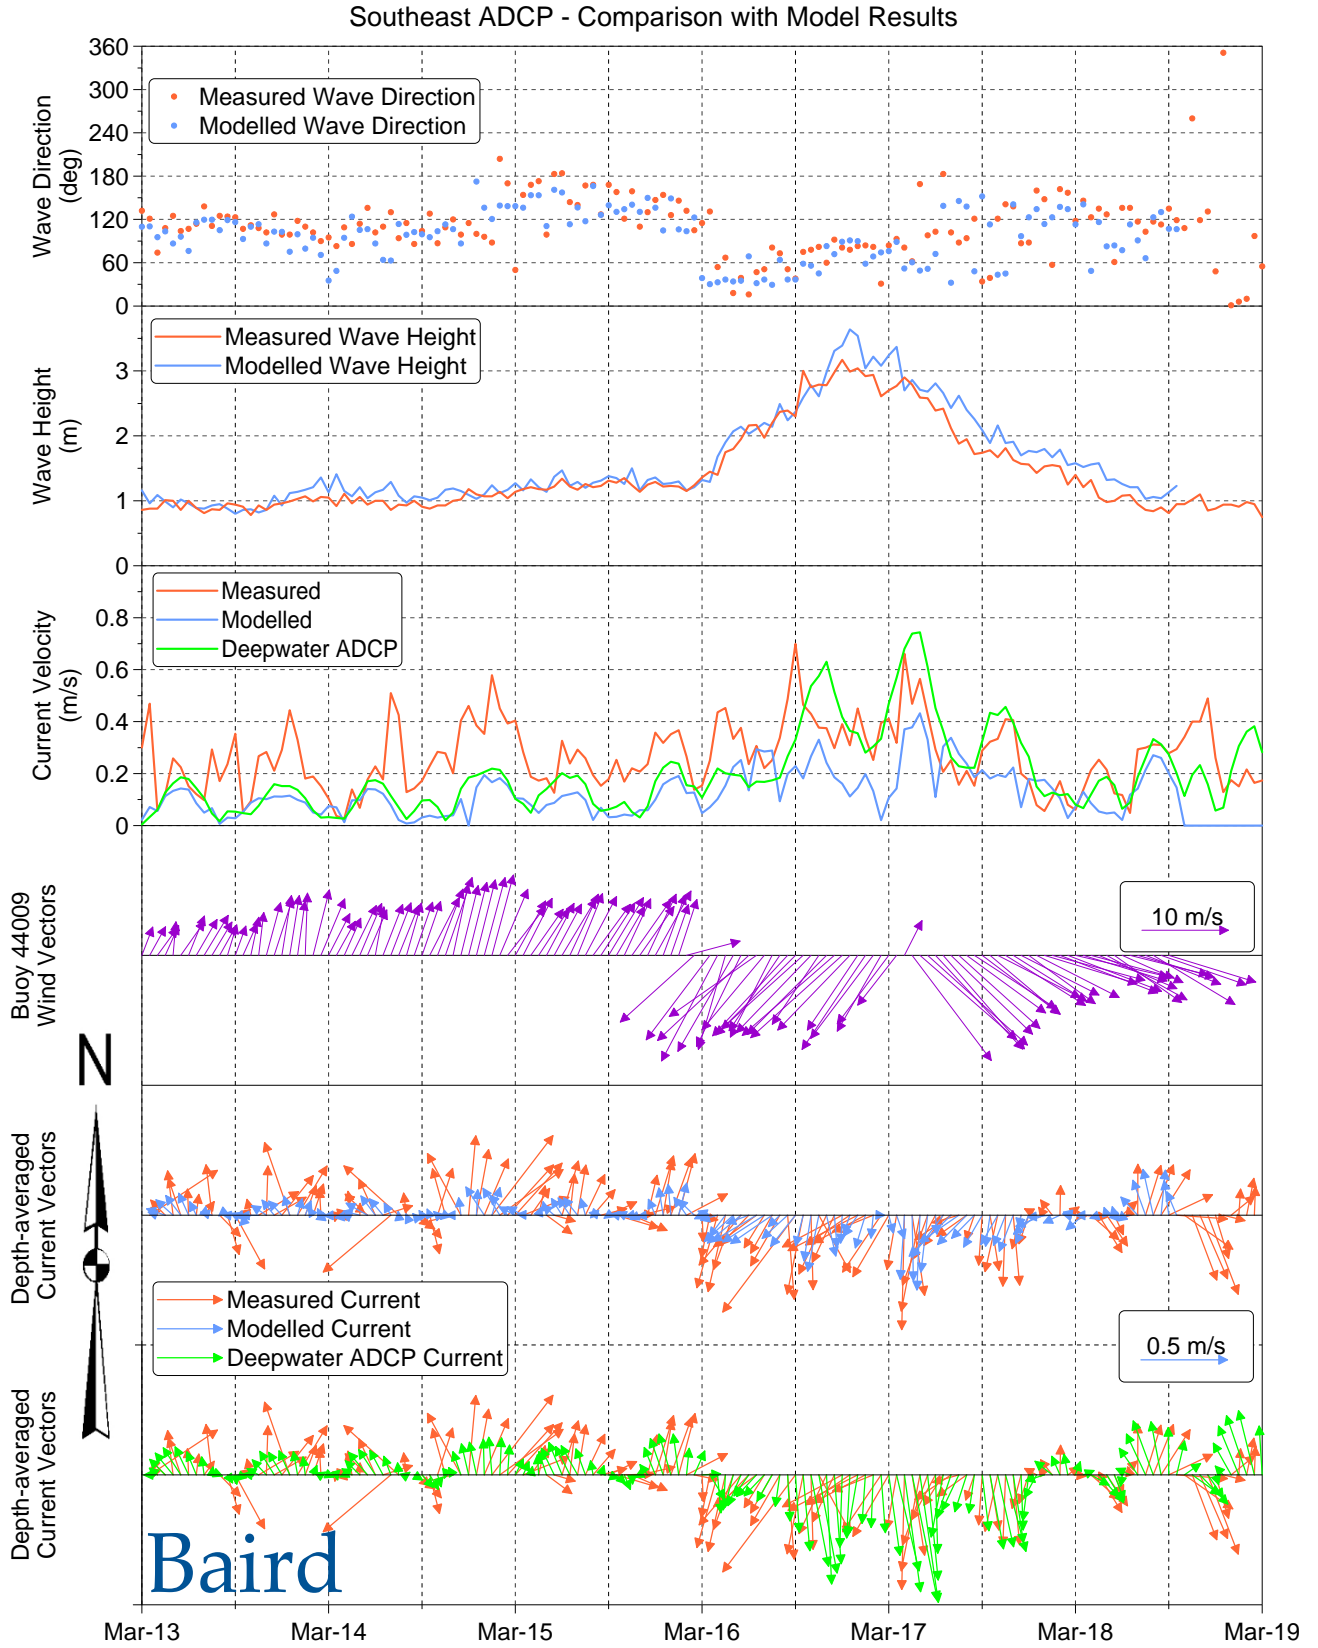 Southeast ADCP - Comparison with Model Results
360
300
240
180
120
60
0
Wave Direction
(deg)
Measured Wave Direction
Modelled Wave Direction
3
2
1
0
Wave Height
(m)
Measured Wave Height
Modelled Wave Height
0.8
0.6
0.4
0.2
0
Current Velocity
(m/s)
Measured
Modelled
Deepwater ADCP
Buoy 44009
Wind Vectors
10 m/s
N
Depth-averaged
Current Vectors
Measured Current
Modelled Current
Deepwater ADCP Current
0.5 m/s
Depth-averaged
Current Vectors
Baird
Mar-13
Mar-14
Mar-15
Mar-16
Mar-17
Mar-18
Mar-19